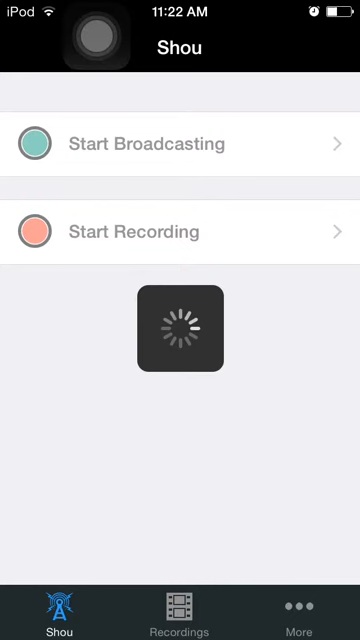 iPod 11:22 AM
Shou
Start Broadcasting
Start Recording
Shou Recordings More